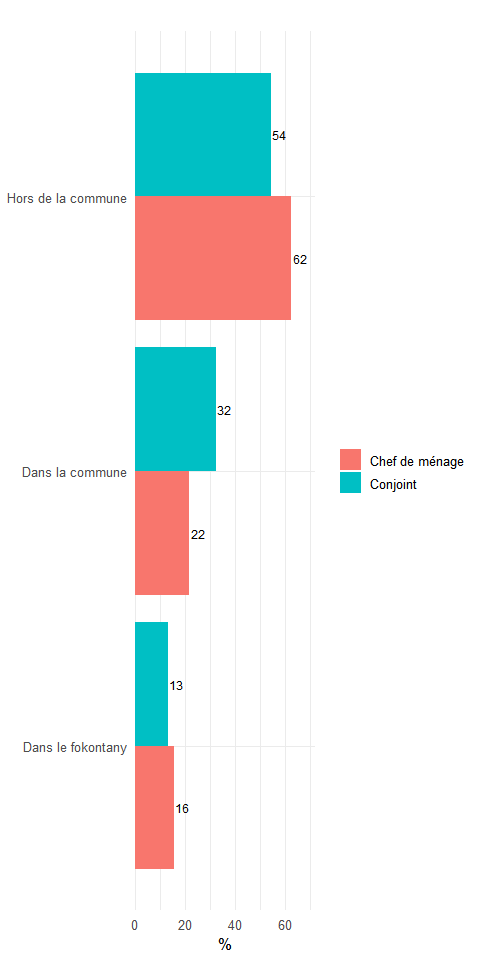 54
Hors de la commune
62
32
Dans la commune
22
13
Dans le fokontany
16
Chef de ménage
Conjoint
0 20 40 60
%